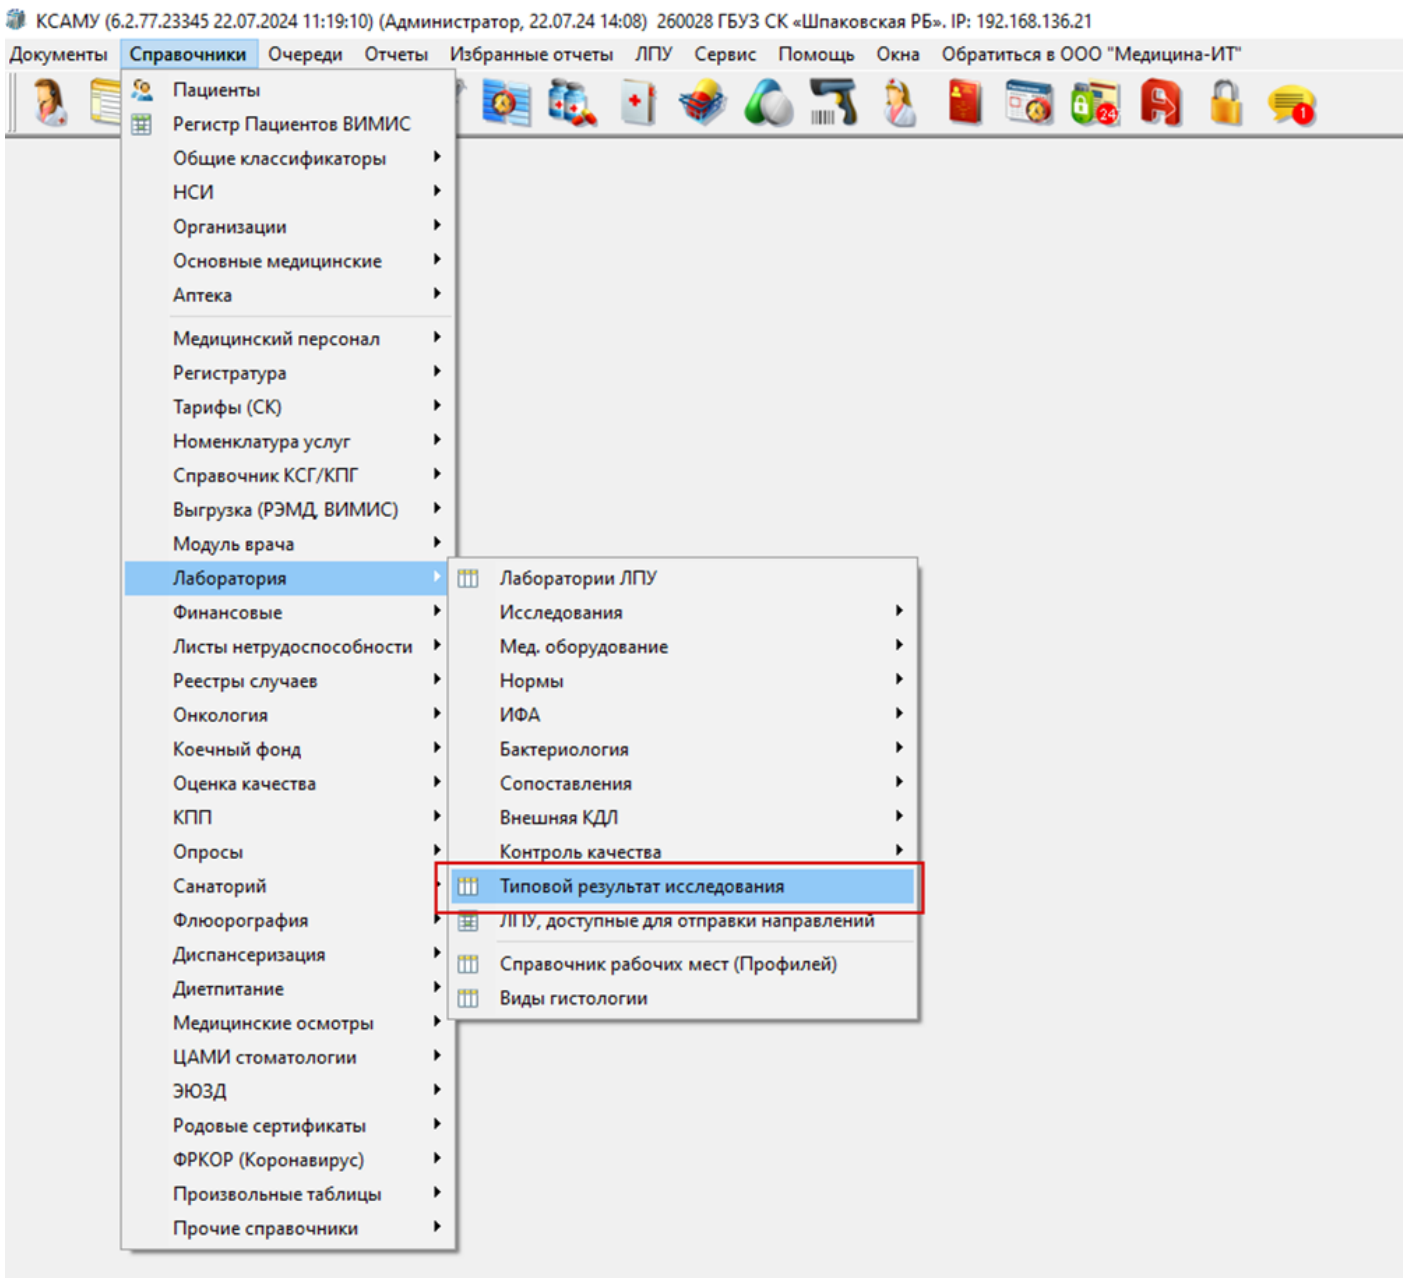 КСАМУ (6.2.77.23345 22.07.2024 11:19:10) (Администратор, 22.07.24 14:08) 260028 ГБУЗ СК «Шпаковская РБ». IP: 192.168.136.21
Документы Справочники Очереди Отчеты Избранные отчеты ЛПУ Сервис Помощь Окна Обратиться в ООО "Медицина-ИТ"
24
1
Пациенты
Регистр Пациентов ВИМИС
Общие классификаторы
НСИ
Организации
Основные медицинские
Аптека
Медицинский персонал
Регистратура
Тарифы (СК)
Номенклатура услуг
Справочник КСГ/КПГ
Выгрузка (РЭМД, ВИМИС)
Модуль врача
Лаборатория
Финансовые
Листы нетрудоспособности
Реестры случаев
Онкология
Коечный фонд
Оценка качества
КПП
Опросы
Санаторий
Флюорография
Диспансеризация
Диетпитание
Медицинские осмотры
ЦАМИ стоматологии
ЭЮЗД
Родовые сертификаты
ФРКОР (Коронавирус)
Произвольные таблицы
Прочие справочники
Лаборатории ЛПУ
Исследования
Мед. оборудование
Нормы
ИФА
Бактериология
Сопоставления
Внешняя КДЛ
Контроль качества
Типовой результат исследования
ЛПУ, доступные для отправки направлений
Справочник рабочих мест (Профилей)
Виды гистологии